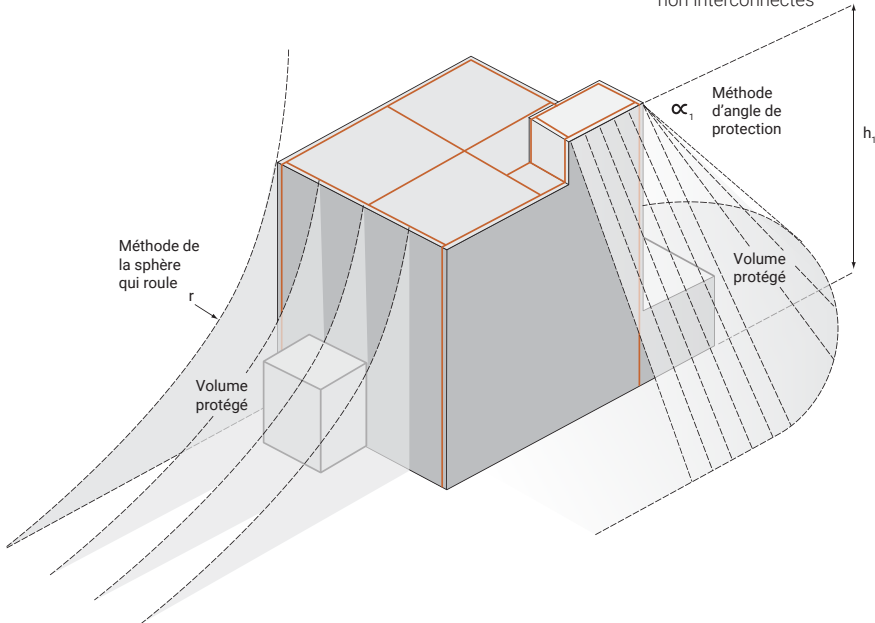 non interconnectés
∝1
Méthode
d'angle de
protection
h1
Méthode de
la sphère
qui roule
r
Volume
protégé
Volume
protégé